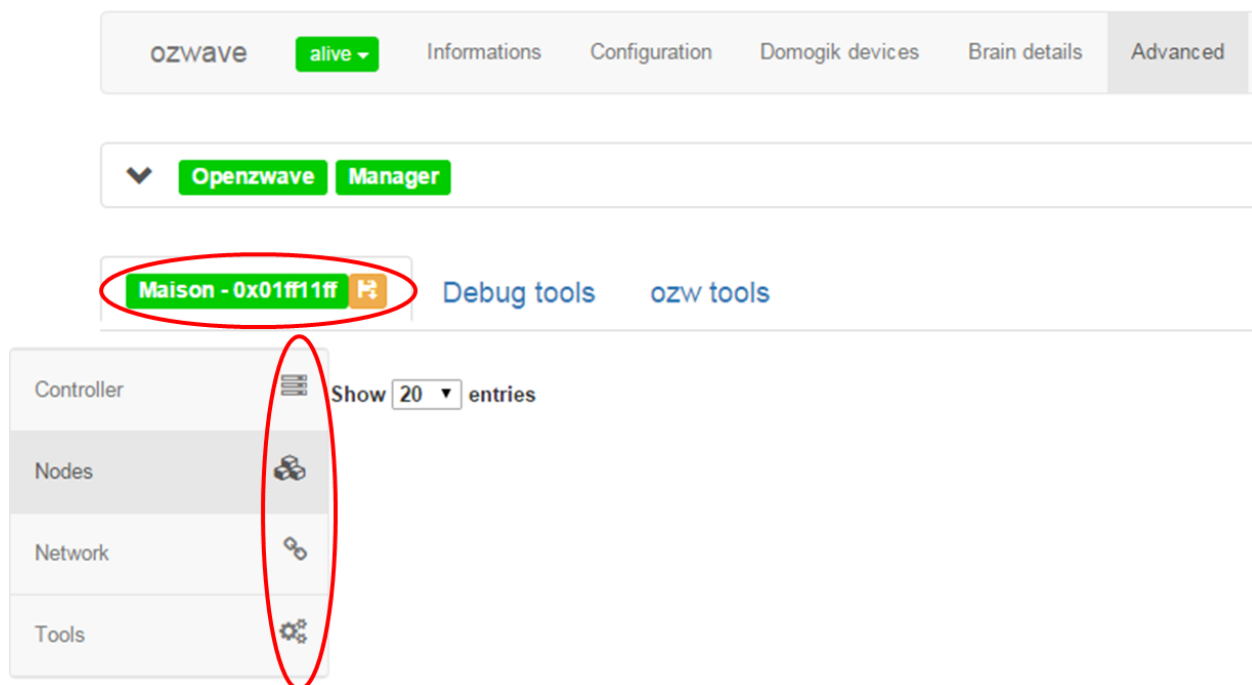 ozwave alive Informations Configuration Domogik devices Brain details Advanced
Openzwave Manager
Maison - 0x01ff11ff Debug tools ozw tools
Controller
Show 20 entries
Nodes
Network
Tools